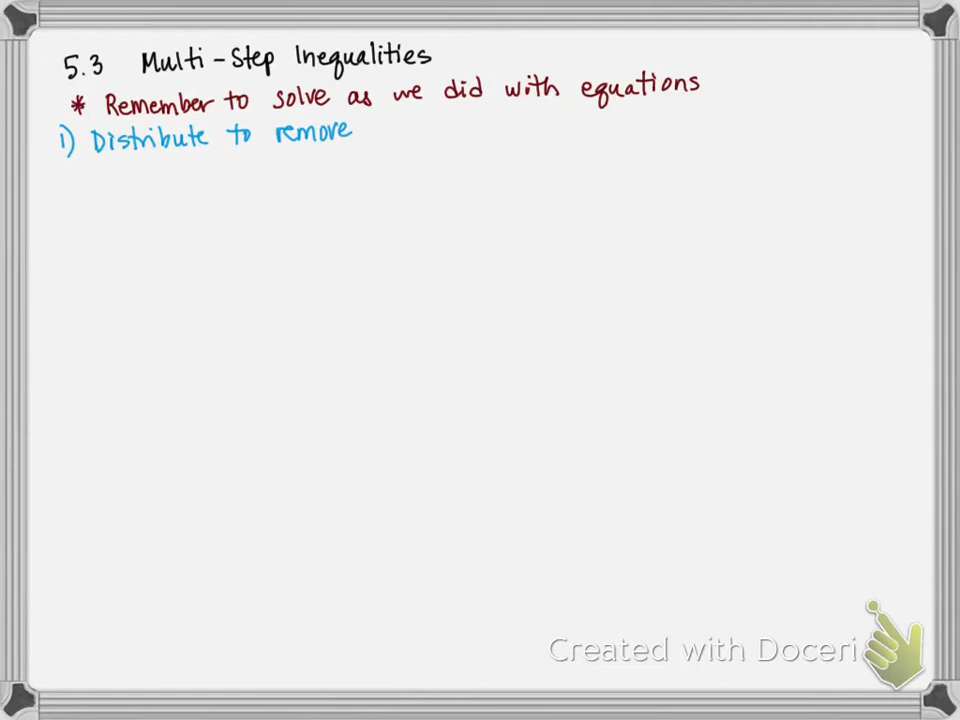 5.3 Multi-Step Inequalities
* Remember to solve as we did with equations
1) Distribute to remove
Created with Doceri